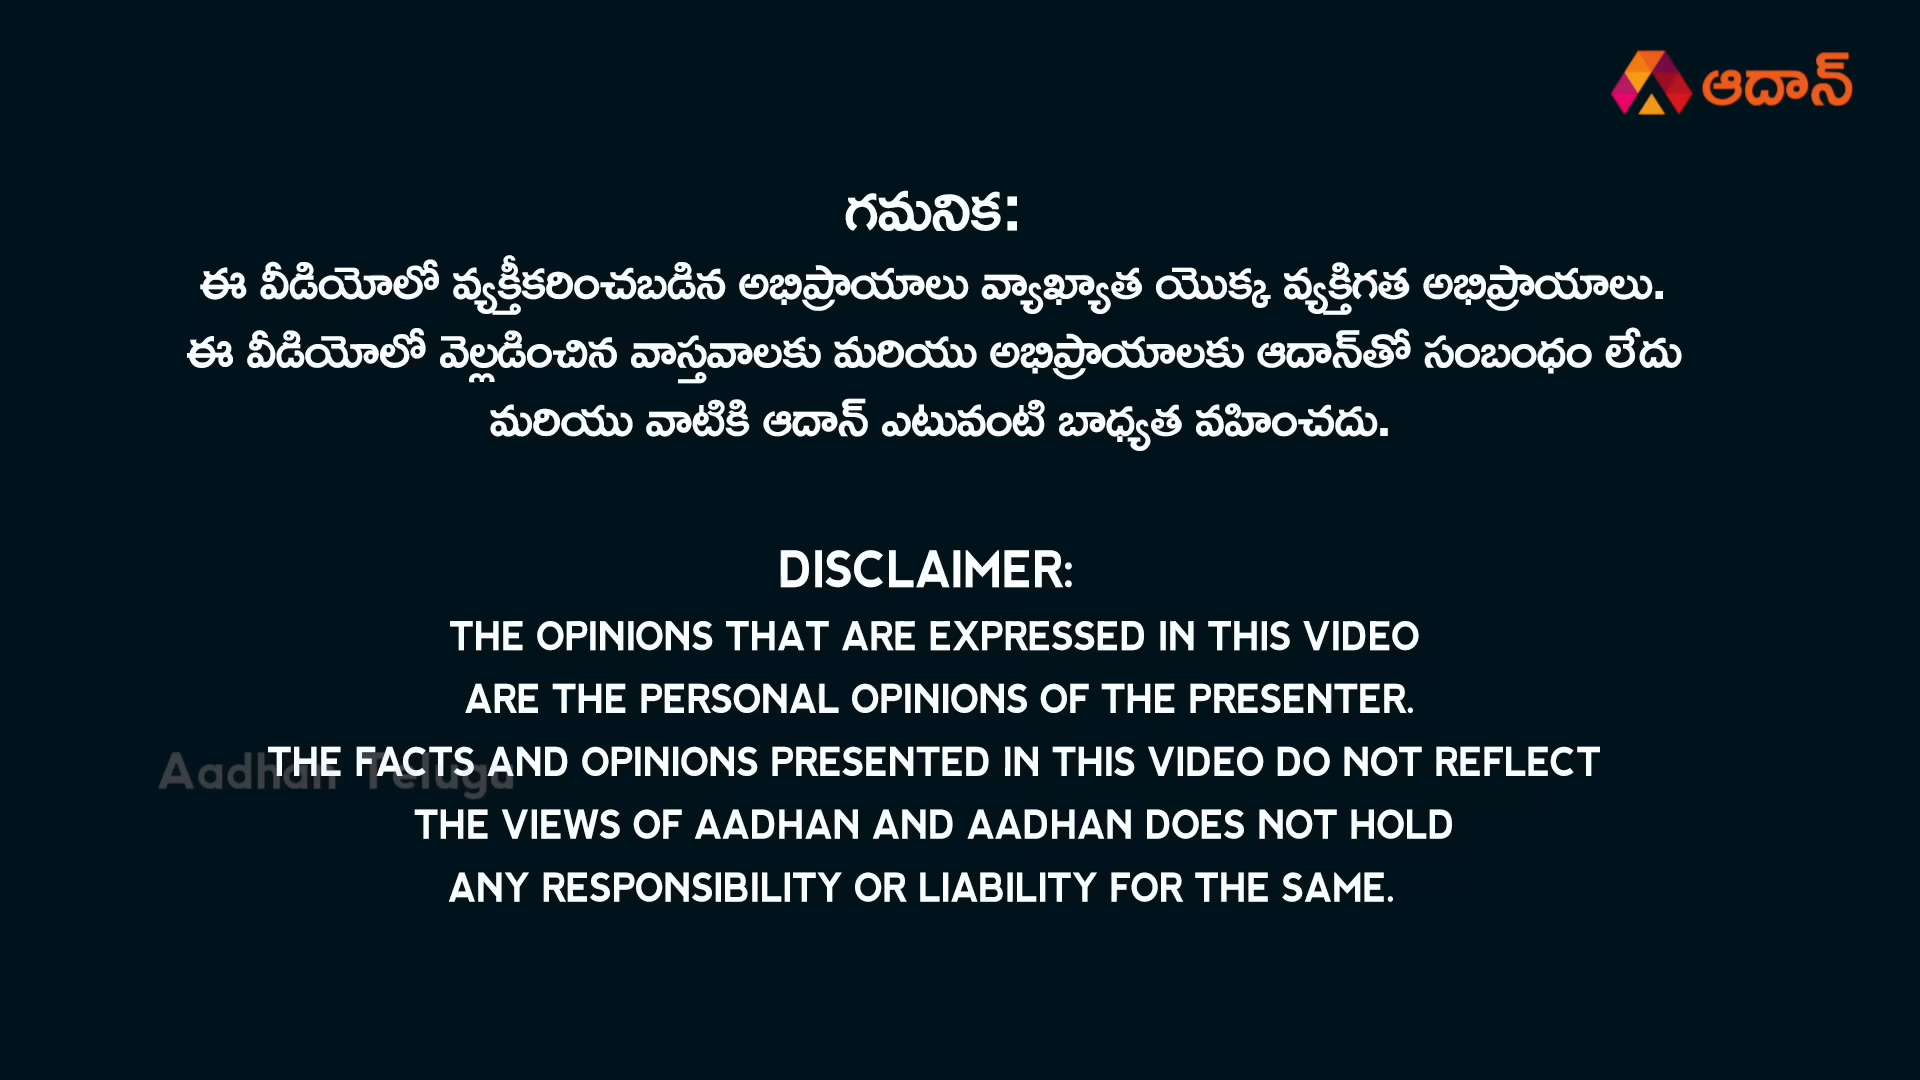 ఆదాన్
గమనిక:
ఈ వీడియోలో వ్యక్తీకరించబడిన అభిప్రాయాలు వ్యాఖ్యాత యొక్క వ్యక్తిగత అభిప్రాయాలు.
ఈ వీడియోలో వెల్లడించిన వాస్తవాలకు మరియు అభిప్రాయాలకు ఆదాన్‌తో సంబంధం లేదు
మరియు వాటికి ఆదాన్ ఎటువంటి బాధ్యత వహించదు.
DISCLAIMER:
THE OPINIONS THAT ARE EXPRESSED IN THIS VIDEO
ARE THE PERSONAL OPINIONS OF THE PRESENTER.
THE FACTS AND OPINIONS PRESENTED IN THIS VIDEO DO NOT REFLECT
Aadhan Telugu
THE VIEWS OF AADHAN AND AADHAN DOES NOT HOLD
ANY RESPONSIBILITY OR LIABILITY FOR THE SAME.